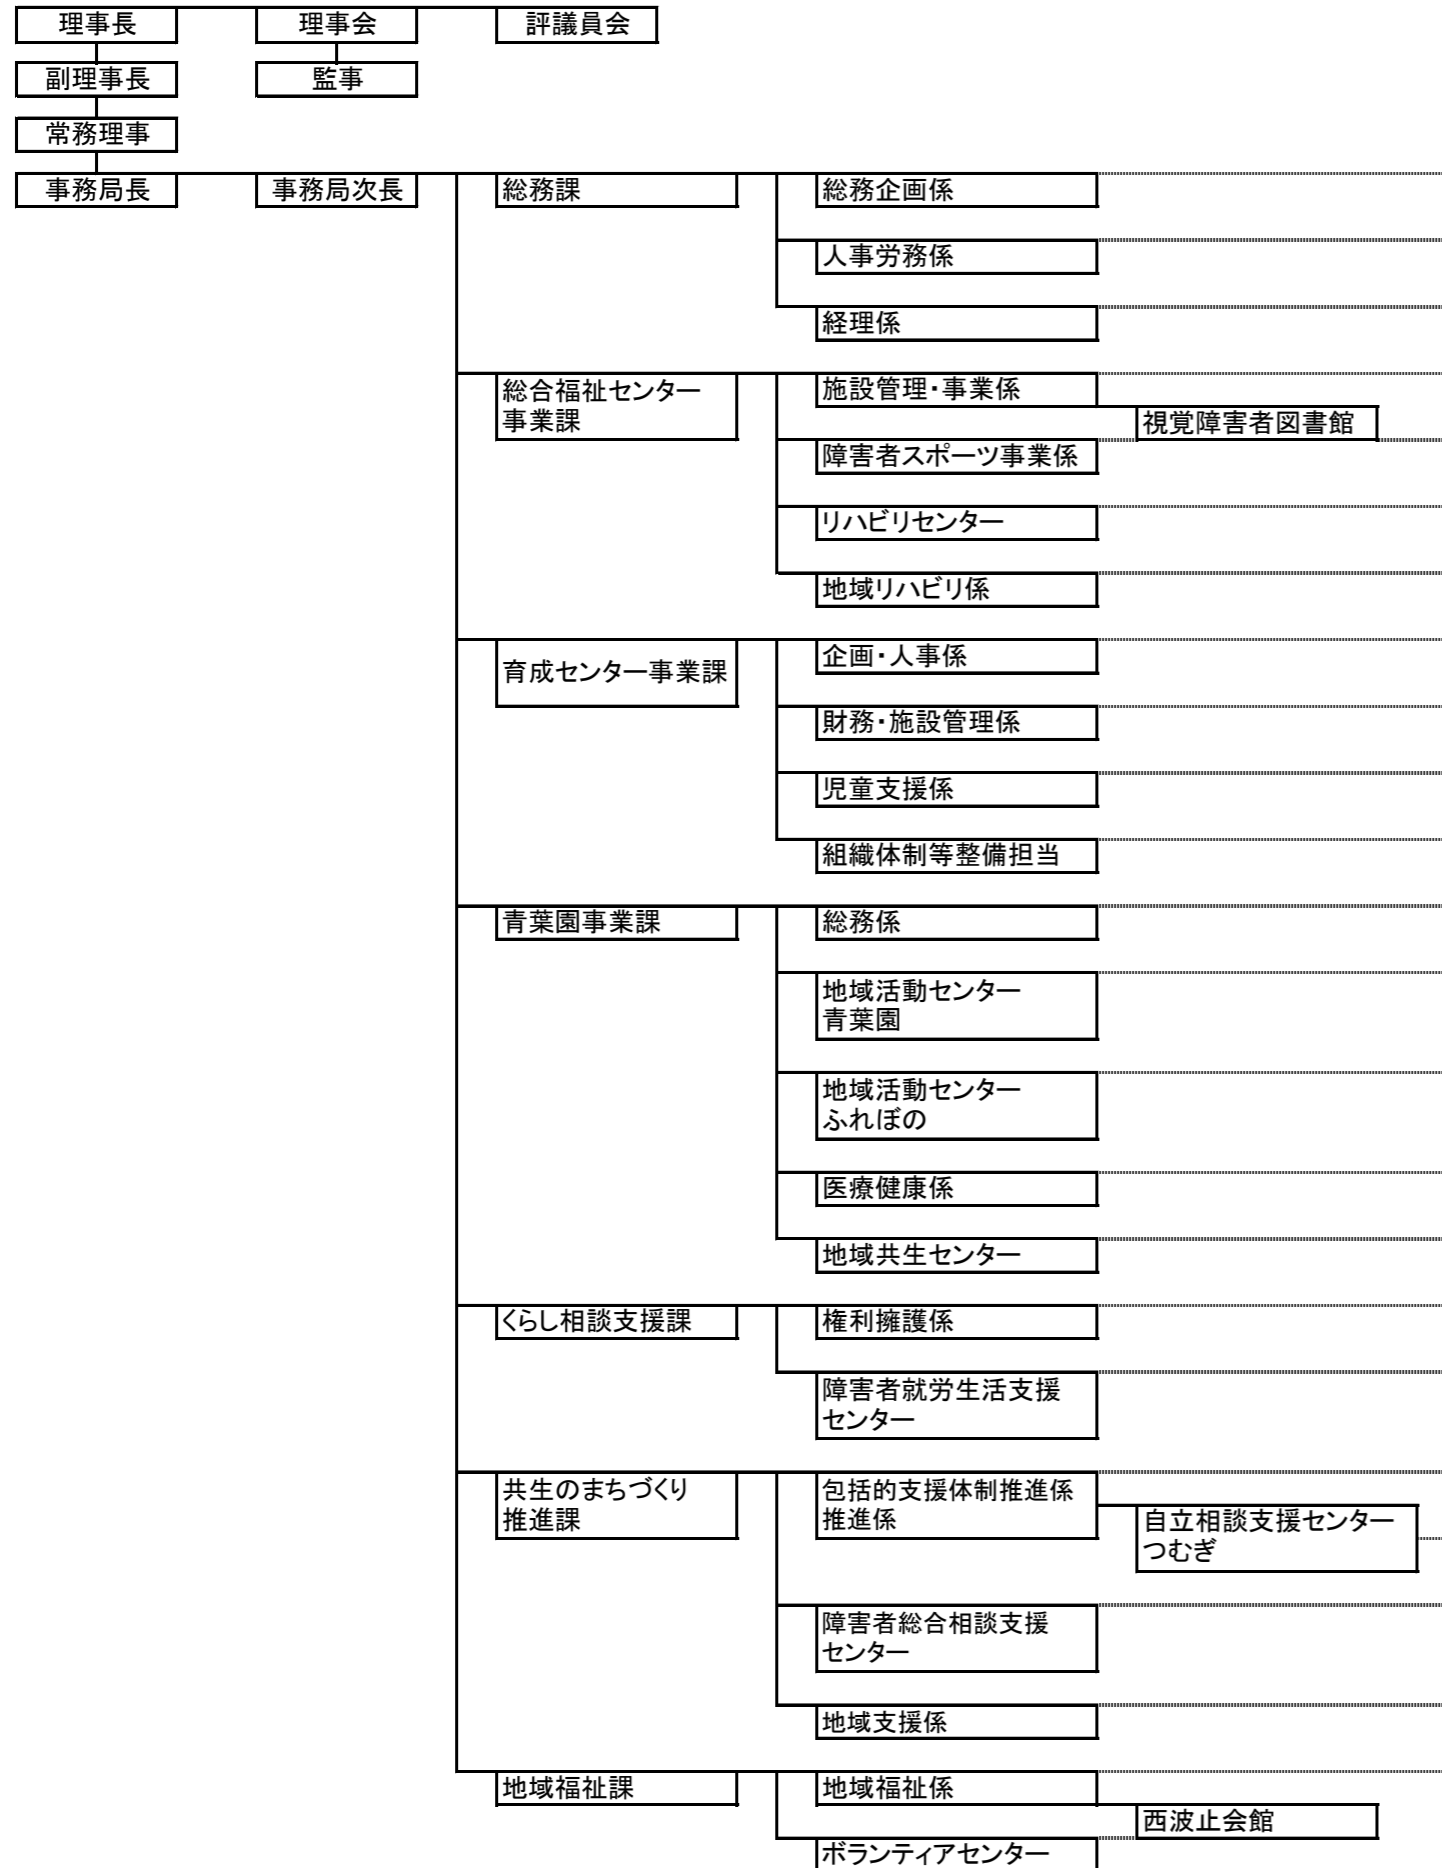 理事長
理事会
評議員会
副理事長
監事
常務理事
事務局長
事務局次長
総務課
総務企画係
人事労務係
経理係
総合福祉センター
事業課
施設管理・事業係
視覚障害者図書館
障害者スポーツ事業係
リハビリセンター
地域リハビリ係
育成センター事業課
企画・人事係
財務・施設管理係
児童支援係
組織体制等整備担当
青葉園事業課
総務係
地域活動センター
青葉園
地域活動センター
ふれぼの
医療健康係
地域共生センター
くらし相談支援課
権利擁護係
障害者就労生活支援
センター
共生のまちづくり
推進課
包括的支援体制推進係
推進係
自立相談支援センター
つむぎ
障害者総合相談支援
センター
地域支援係
地域福祉課
地域福祉係
西波止会館
ボランティアセンター